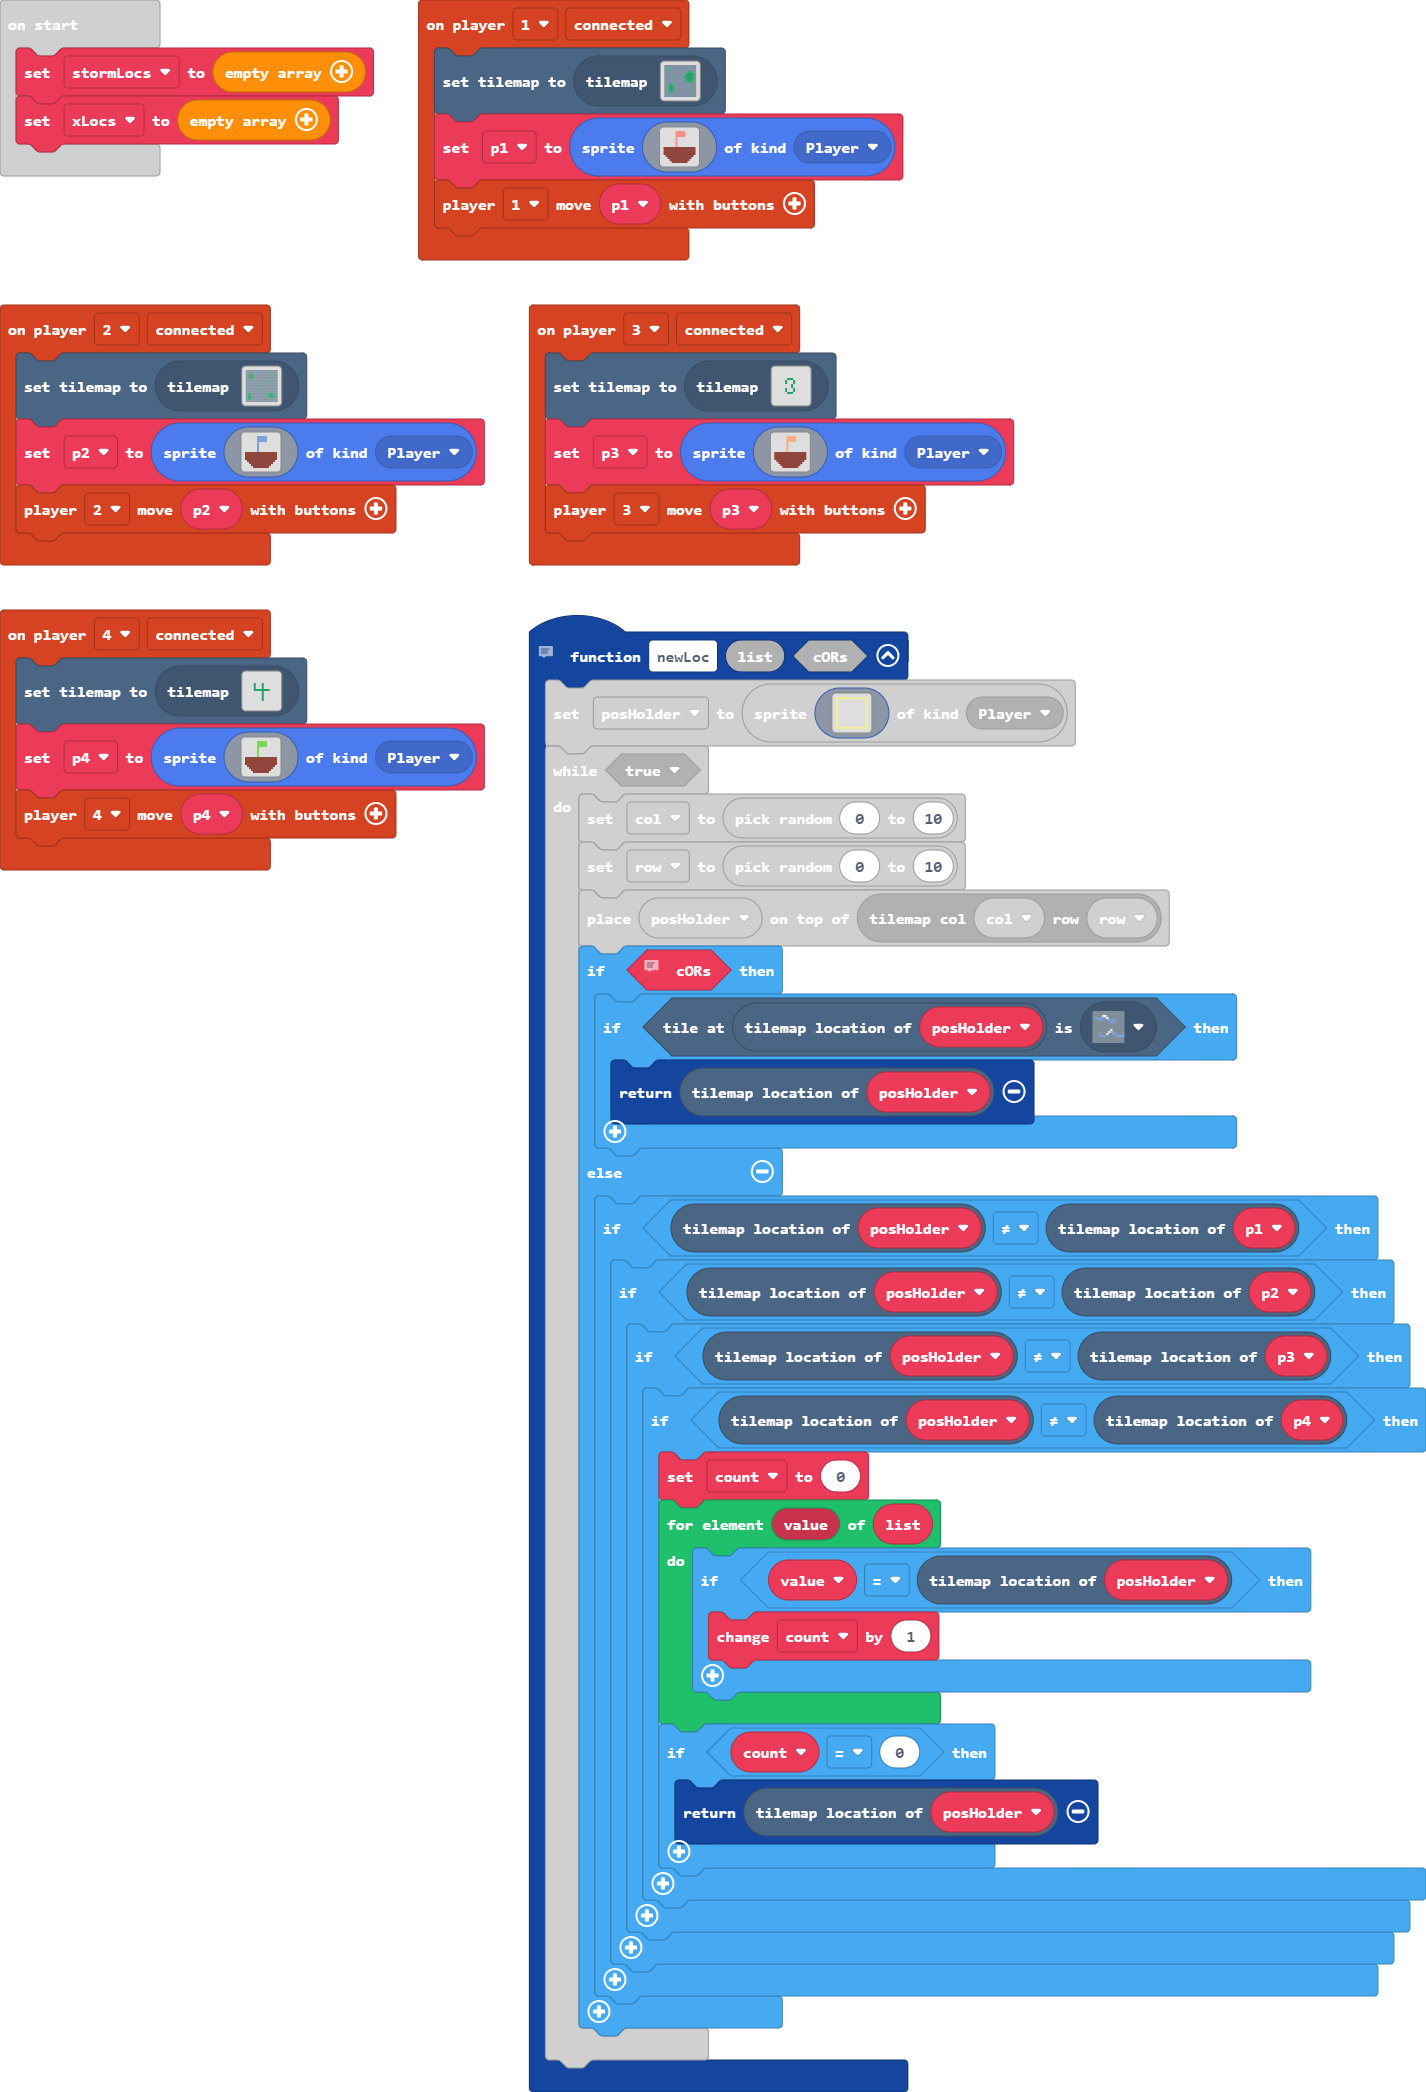 on start
set stormLocs to empty array
set xLocs to empty array
on player 1 connected
set tilemap to tilemap
set p1 to sprite of kind Player
player 1 move p1 with buttons
on player 2 connected
set tilemap to tilemap
set p2 to sprite of kind Player
player 2 move p2 with buttons
on player 3 connected
set tilemap to tilemap 3
set p3 to sprite of kind Player
player 3 move p3 with buttons
on player 4 connected
set tilemap to tilemap 4
set p4 to sprite of kind Player
player 4 move p4 with buttons
function newLoc list cORs
set posHolder to sprite of kind Player
while true
do
set col to pick random 0 to 10
set row to pick random 0 to 10
place posHolder on top of tilemap col col row row
if cORs then
if tile at tilemap location of posHolder is then
return tilemap location of posHolder
else
if tilemap location of posHolder ≠ tilemap location of p1 then
if tilemap location of posHolder ≠ tilemap location of p2 then
if tilemap location of posHolder ≠ tilemap location of p3 then
if tilemap location of posHolder ≠ tilemap location of p4 then
set count to 0
for element value of list
do
if value = tilemap location of posHolder then
change count by 1
if count = 0 then
return tilemap location of posHolder